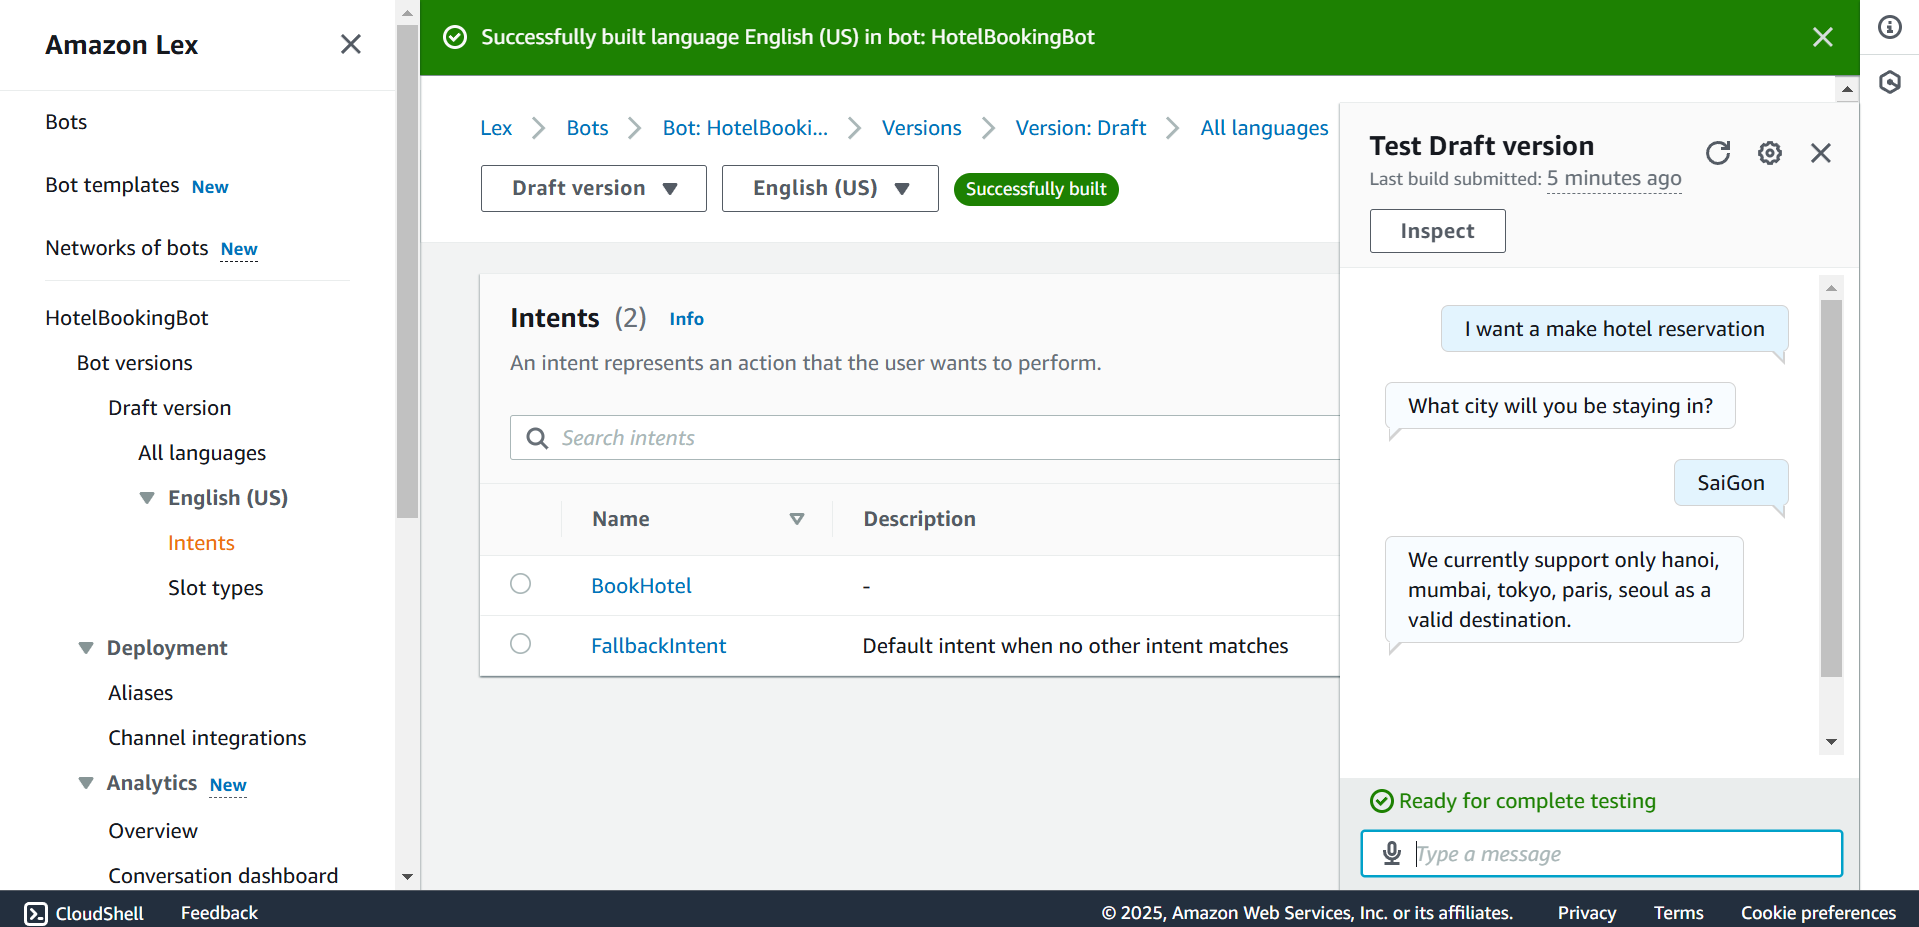 Amazon Lex
Bots
Bot templates New
Networks of bots New
HotelBookingBot
Bot versions
Draft version
All languages
English (US)
Intents
Slot types
Deployment
Aliases
Channel integrations
Analytics New
Overview
Conversation dashboard
Successfully built language English (US) in bot: HotelBookingBot
Lex
Bots
Bot: HotelBooki...
Versions
Version: Draft
All languages
Draft version
English (US)
Successfully built
Intents (2) Info
An intent represents an action that the user wants to perform.
Search intents
Name Description
BookHotel -
FallbackIntent Default intent when no other intent matches
Test Draft version
Last build submitted: 5 minutes ago
Inspect
I want a make hotel reservation
What city will you be staying in?
SaiGon
We currently support only hanoi,
mumbai, tokyo, paris, seoul as a
valid destination.
Ready for complete testing
Type a message
CloudShell
Feedback
© 2025, Amazon Web Services, Inc. or its affiliates.
Privacy
Terms
Cookie preferences